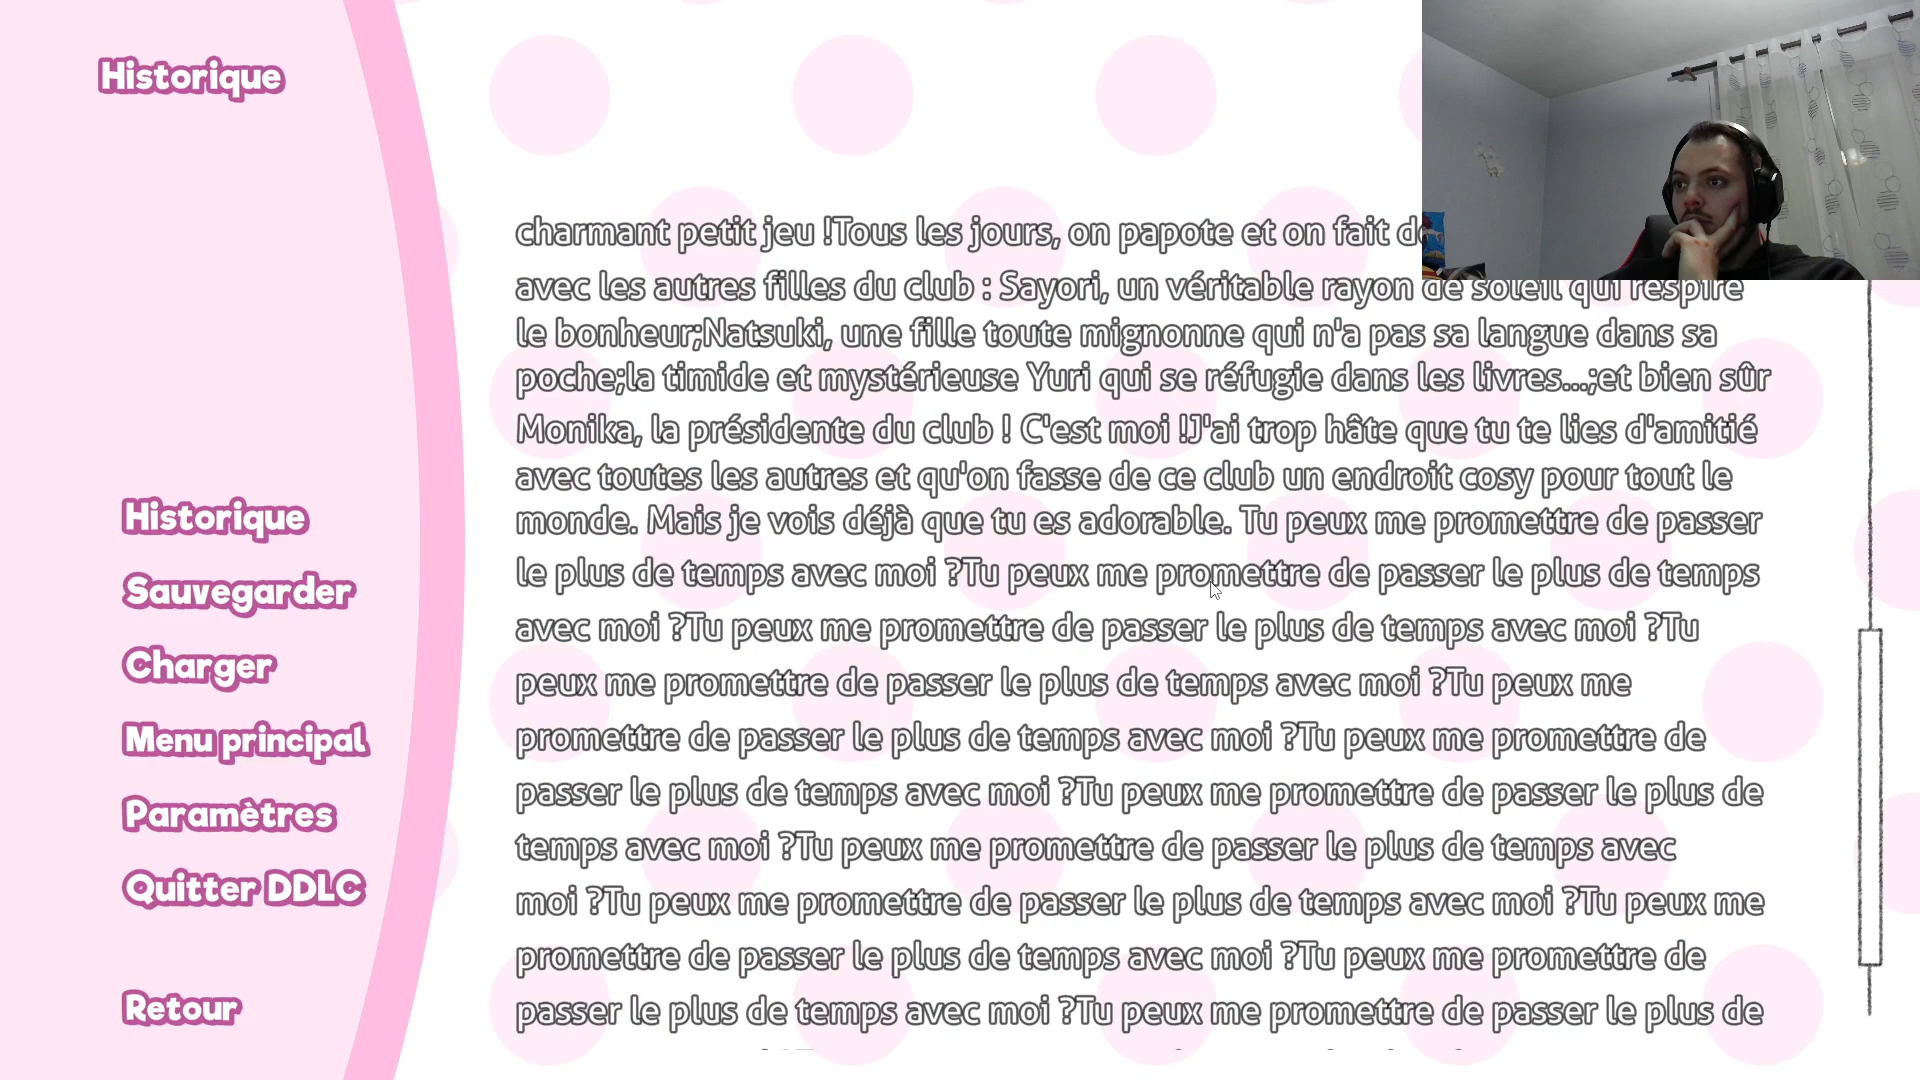 Historique
Historique
Sauvegarder
Charger
Menu principal
Paramètres
Quitter DDLC
Retour
charmant petit jeu !Tous les jours, on papote et on fait
avec les autres filles du club : Sayori, un véritable rayon de soleil qui respire
le bonheur;Natsuki, une fille toute mignonne qui n'a pas sa langue dans sa
poche;la timide et mystérieuse Yuri qui se réfugie dans les livres...;et bien sûr
Monika, la présidente du club ! C'est moi !J'ai trop hâte que tu te lies d'amitié
avec toutes les autres et qu'on fasse de ce club un endroit cosy pour tout le
monde. Mais je vois déjà que tu es adorable. Tu peux me promettre de passer
le plus de temps avec moi ?Tu peux me promettre de passer le plus de temps
avec moi ?Tu peux me promettre de passer le plus de temps avec moi ?Tu
peux me promettre de passer le plus de temps avec moi ?Tu peux me
promettre de passer le plus de temps avec moi ?Tu peux me promettre de
passer le plus de temps avec moi ?Tu peux me promettre de passer le plus de
temps avec moi ?Tu peux me promettre de passer le plus de temps avec
moi ?Tu peux me promettre de passer le plus de temps avec moi ?Tu peux me
promettre de passer le plus de temps avec moi ?Tu peux me promettre de
passer le plus de temps avec moi ?Tu peux me promettre de passer le plus de